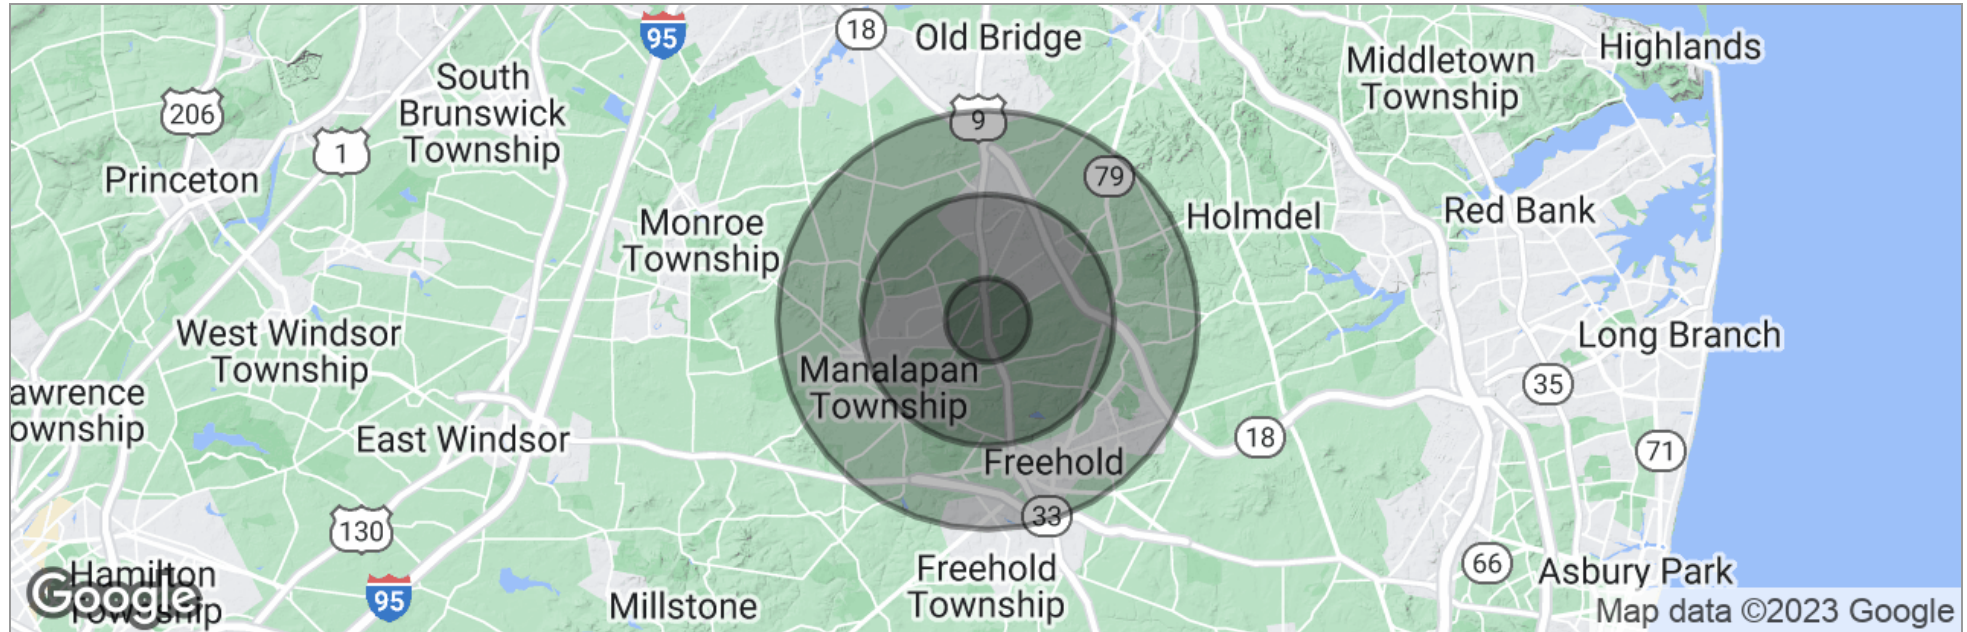 95
18
Old Bridge
Highlands
Middletown
Township
South
Brunswick
Township
206
9
1
79
Princeton
Monroe
Township
Holmdel
Red Bank
West Windsor
Township
Long Branch
Manalapan
Township
35
awrence
ownship
East Windsor
18
71
Freehold
33
130
66
Hamilton
Township
Google
95
Freehold
Township
Asbury Park
Millstone
Map data ©2023 Google